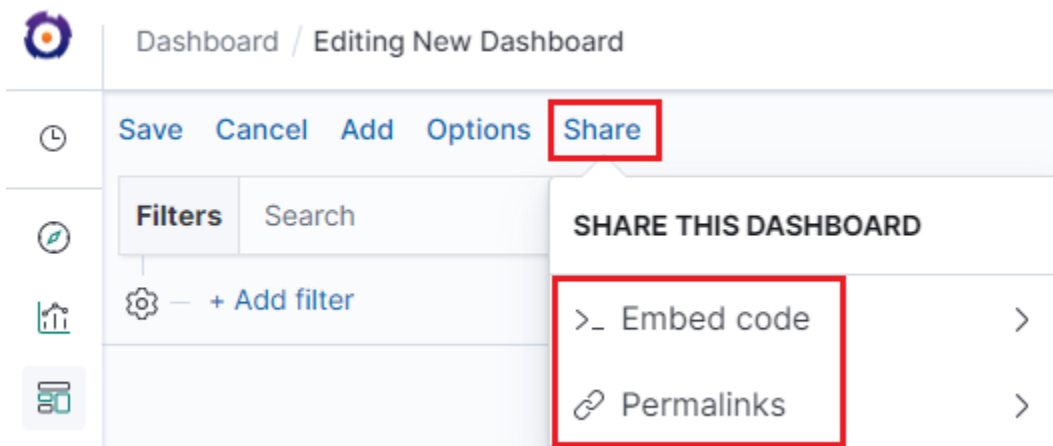 Dashboard / Editing New Dashboard
Save Cancel Add Options Share
Filters Search
SHARE THIS DASHBOARD
+ Add filter
>_ Embed code
Permalinks